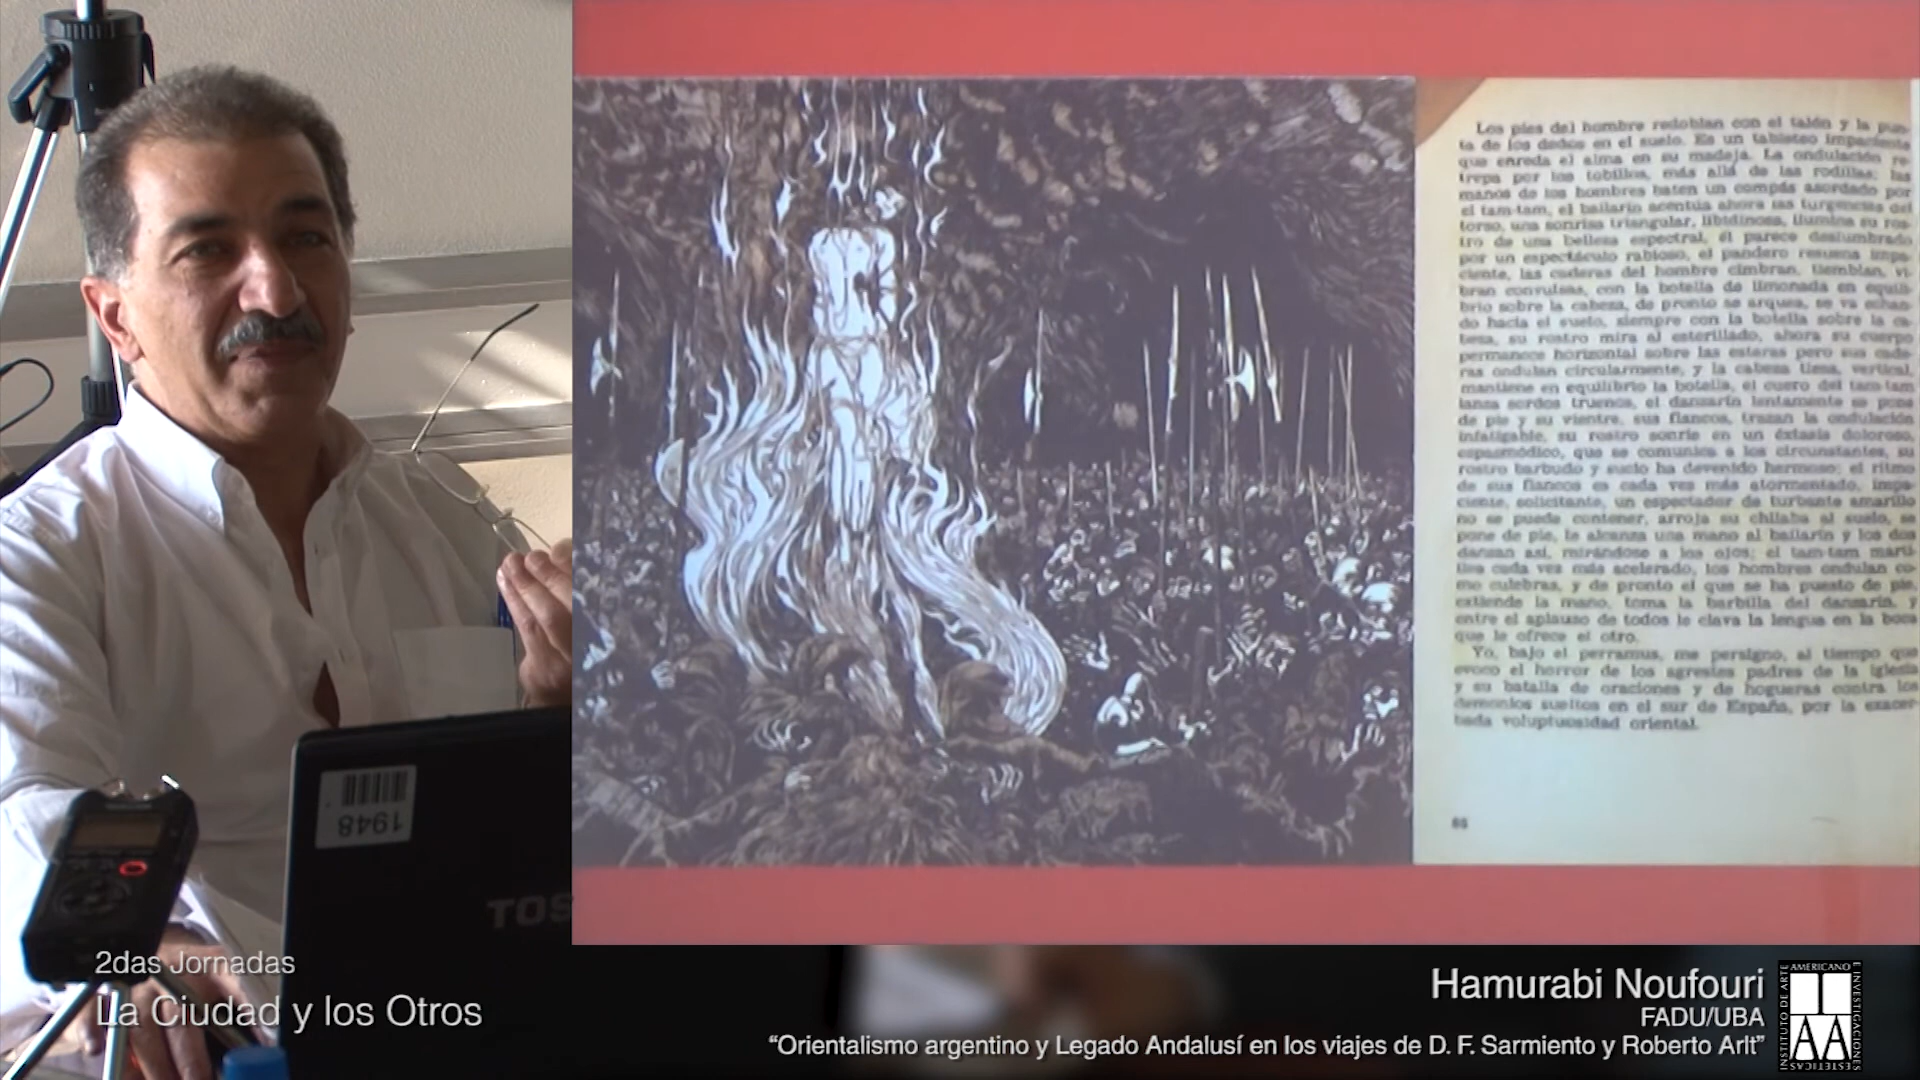 Los pies del hombre redoblan con el talón y la pun-
ta de los dedos en el suelo. Es un tableteo impaciente
que enreda el alma en su madeja. La ondulación re-
trepa por los tobillos, más allá de las rodillas; las
manos de los hombres baten un compás asordado por
el tam-tam, el bailarín acentúa ahora las turgencias del
torso, una sonrisa triangular, libidinosa, ilumina su ros-
tro de una belleza espectral, él parece deslumbrado
por un espectáculo rabioso, el pandero resuena impa-
ciente, las caderas del hombre cimbran, tiemblan, vi-
bran convulsas, con la botella de limonada en equili-
brio sobre la cabeza, de pronto se arquea, se va echan-
do hacia el suelo, siempre con la botella sobre la ca-
beza, su rostro mira al esterillado, ahora su cuerpo
permanece horizontal sobre las esteras pero sus cade-
ras ondulan circularmente, y la cabeza tiesa, vertical,
mantiene en equilibrio la botella, el cuero del tam-tam
lanza sordos truenos, el danzarín lentamente se pone
de pie y su vientre, sus flancos, trazan la ondulación
infatigable, su rostro sonríe en un éxtasis doloroso,
espasmódico, que se comunica a los circunstantes, su
rostro barbudo y sucio ha devenido hermoso; el ritmo
de sus flancos es cada vez más atormentado, impa-
ciente, solicitante, un espectador de turbante amarillo
no se puede contener, arroja su chilaba al suelo, se
pone de pie, le alcanza una mano al bailarín y los dos
danzan así, mirándose a los ojos; el tam-tam marti-
llea cada vez más acelerado, los hombres ondulan co-
mo culebras, y de pronto el que se ha puesto de pie,
extiende la mano, toma la barbilla del danzarín, y
entre el aplauso de todos le clava la lengua en la boca
que le ofrece el otro.
Yo, bajo el perramus, me persigno, al tiempo que
evoco el horror de los agrestes padres de la iglesia
y su batalla de oraciones y de hogueras contra los
demonios sueltos en el sur de España, por la exacer-
bada voluptuosidad oriental.
65
1948
TOS
2das Jornadas
La Ciudad y los Otros
Hamurabi Noufouri
FADU/UBA
“Orientalismo argentino y Legado Andalusí en los viajes de D. F. Sarmiento y Roberto Arlt”
INSTITUTO DE ARTE
AMERICANO
E INVESTIGACIONES
ESTETICAS
IAA